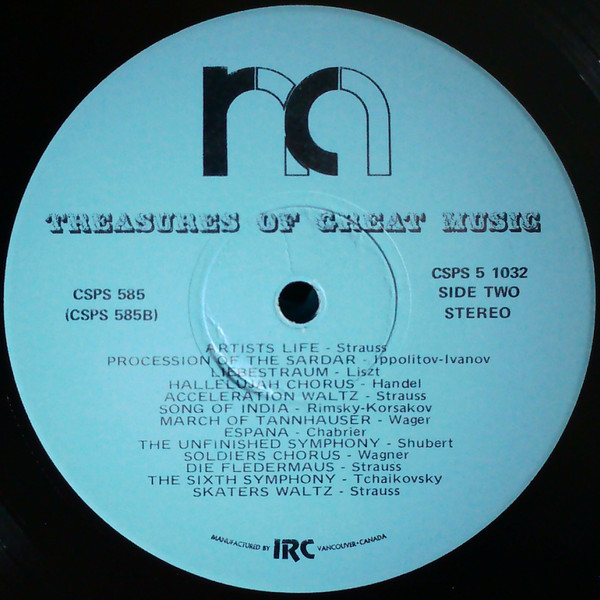 TREASURES OF GREAT MUSIC
CSPS 585
(CSPS 585B)
CSPS 5 1032
SIDE TWO
STEREO
ARTISTS LIFE - Strauss
PROCESSION OF THE SARDAR - Ippolitov-Ivanov
LIEBESTRAUM - Liszt
HALLELUJAH CHORUS - Handel
ACCELERATION WALTZ - Strauss
SONG OF INDIA - Rimsky-Korsakov
MARCH OF TANNHAUSER - Wager
ESPANA - Chabrier
THE UNFINISHED SYMPHONY - Shubert
SOLDIERS CHORUS - Wagner
DIE FLEDERMAUS - Strauss
THE SIXTH SYMPHONY - Tchaikovsky
SKATERS WALTZ - Strauss
MANUFACTURED BY IRC VANCOUVER • CANADA